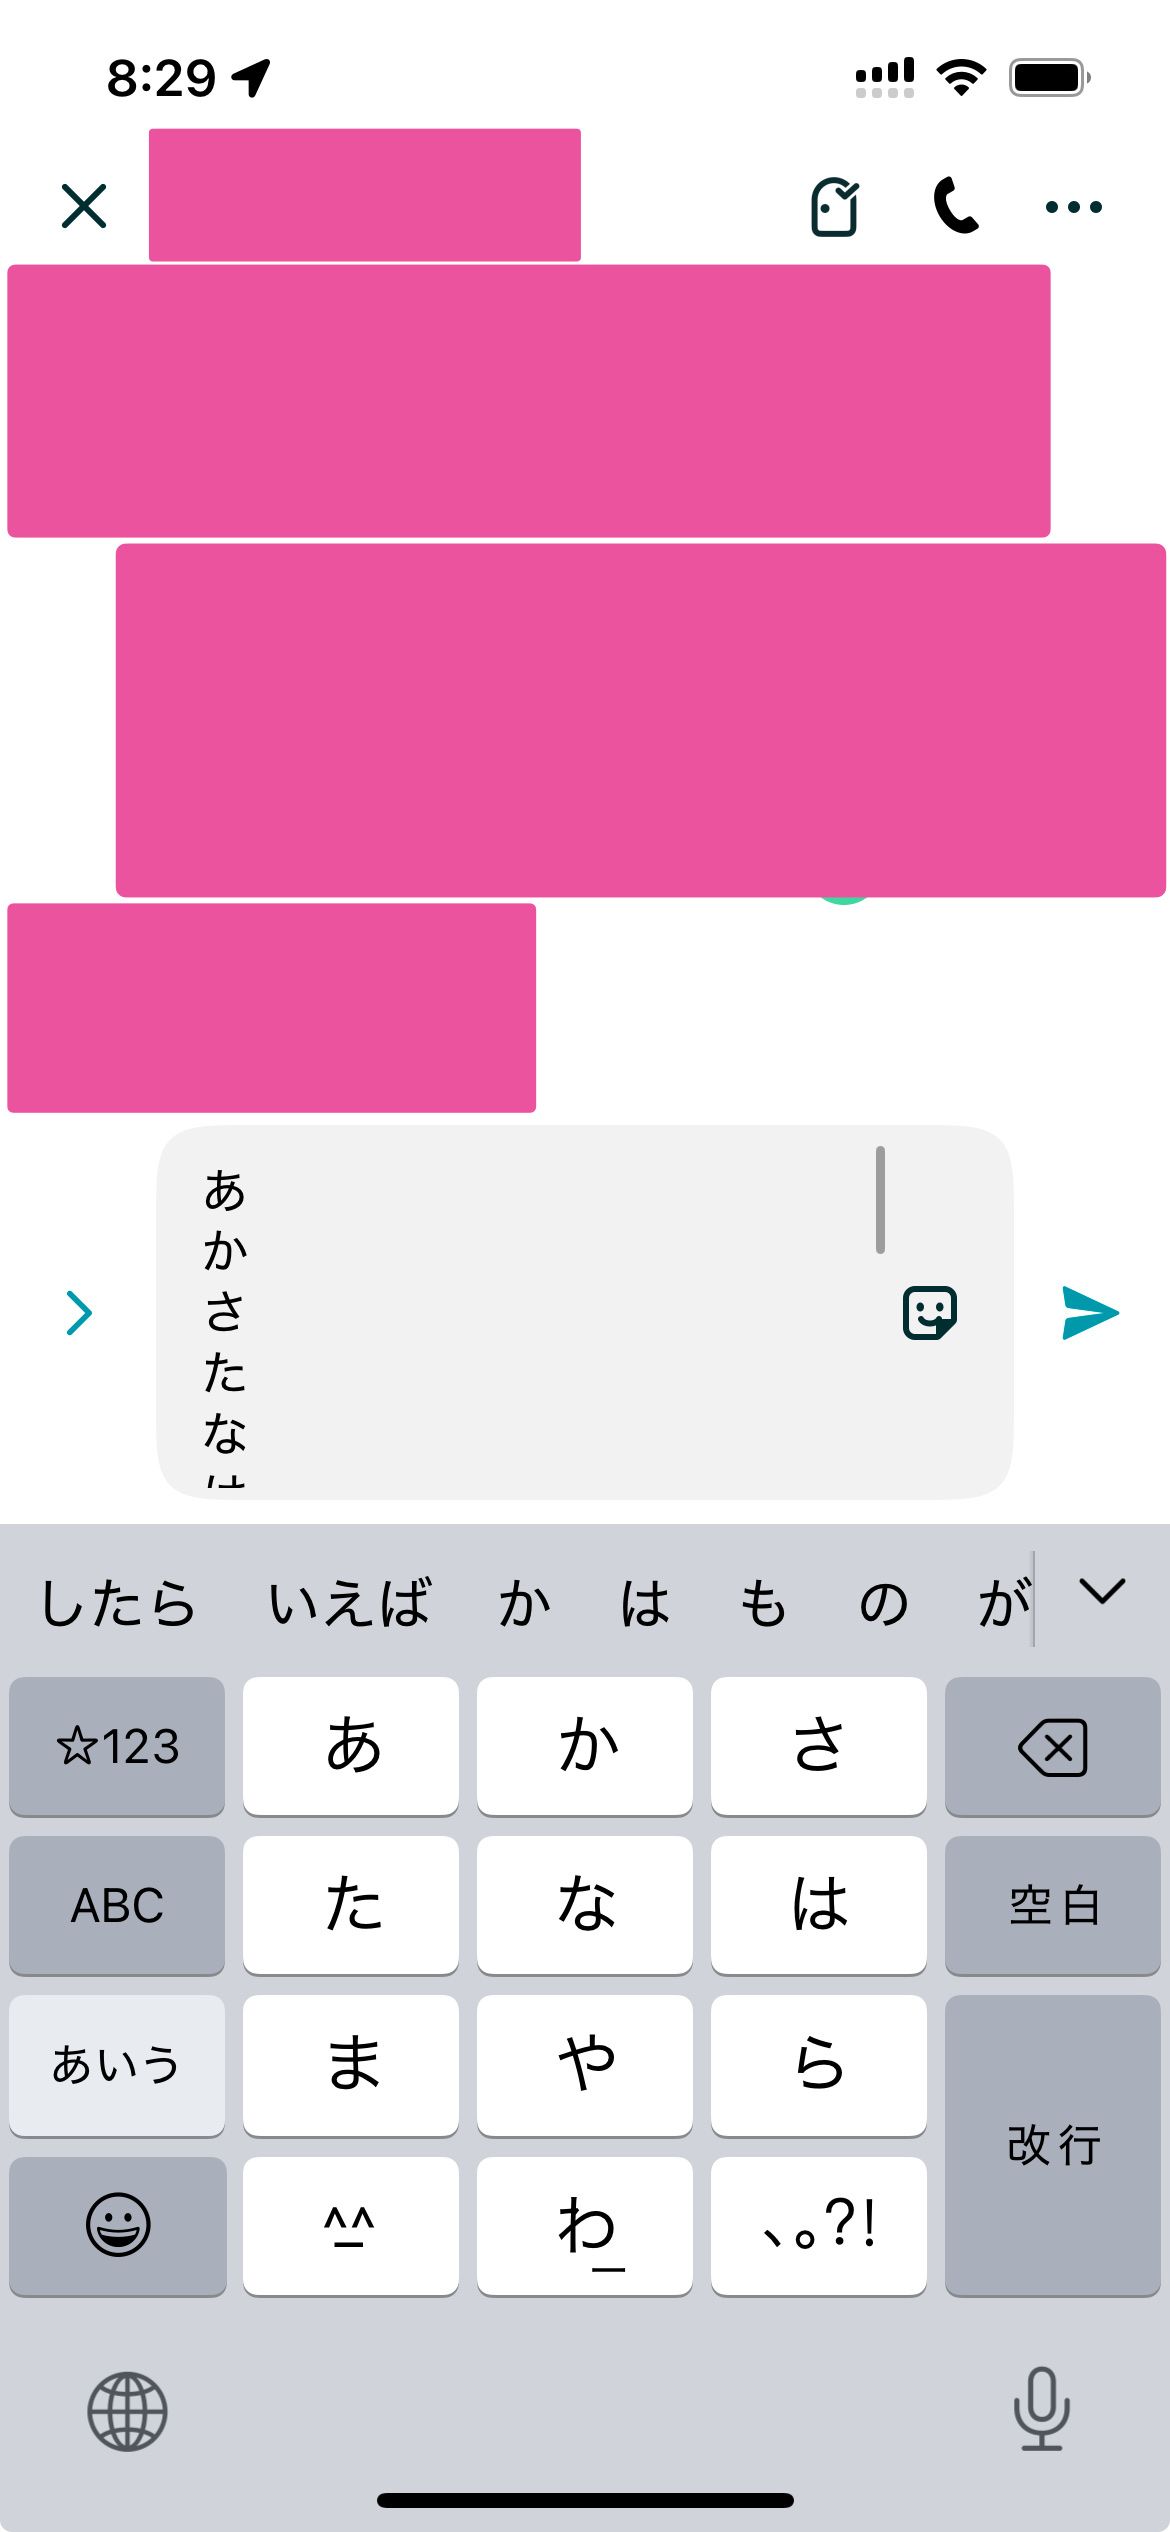 8:29
あ
か
さ
た
な
したら いえば か は も の が
☆123 あ か さ
ABC た な は 空白
あいう ま や ら
改行
^^ わ 、。?!